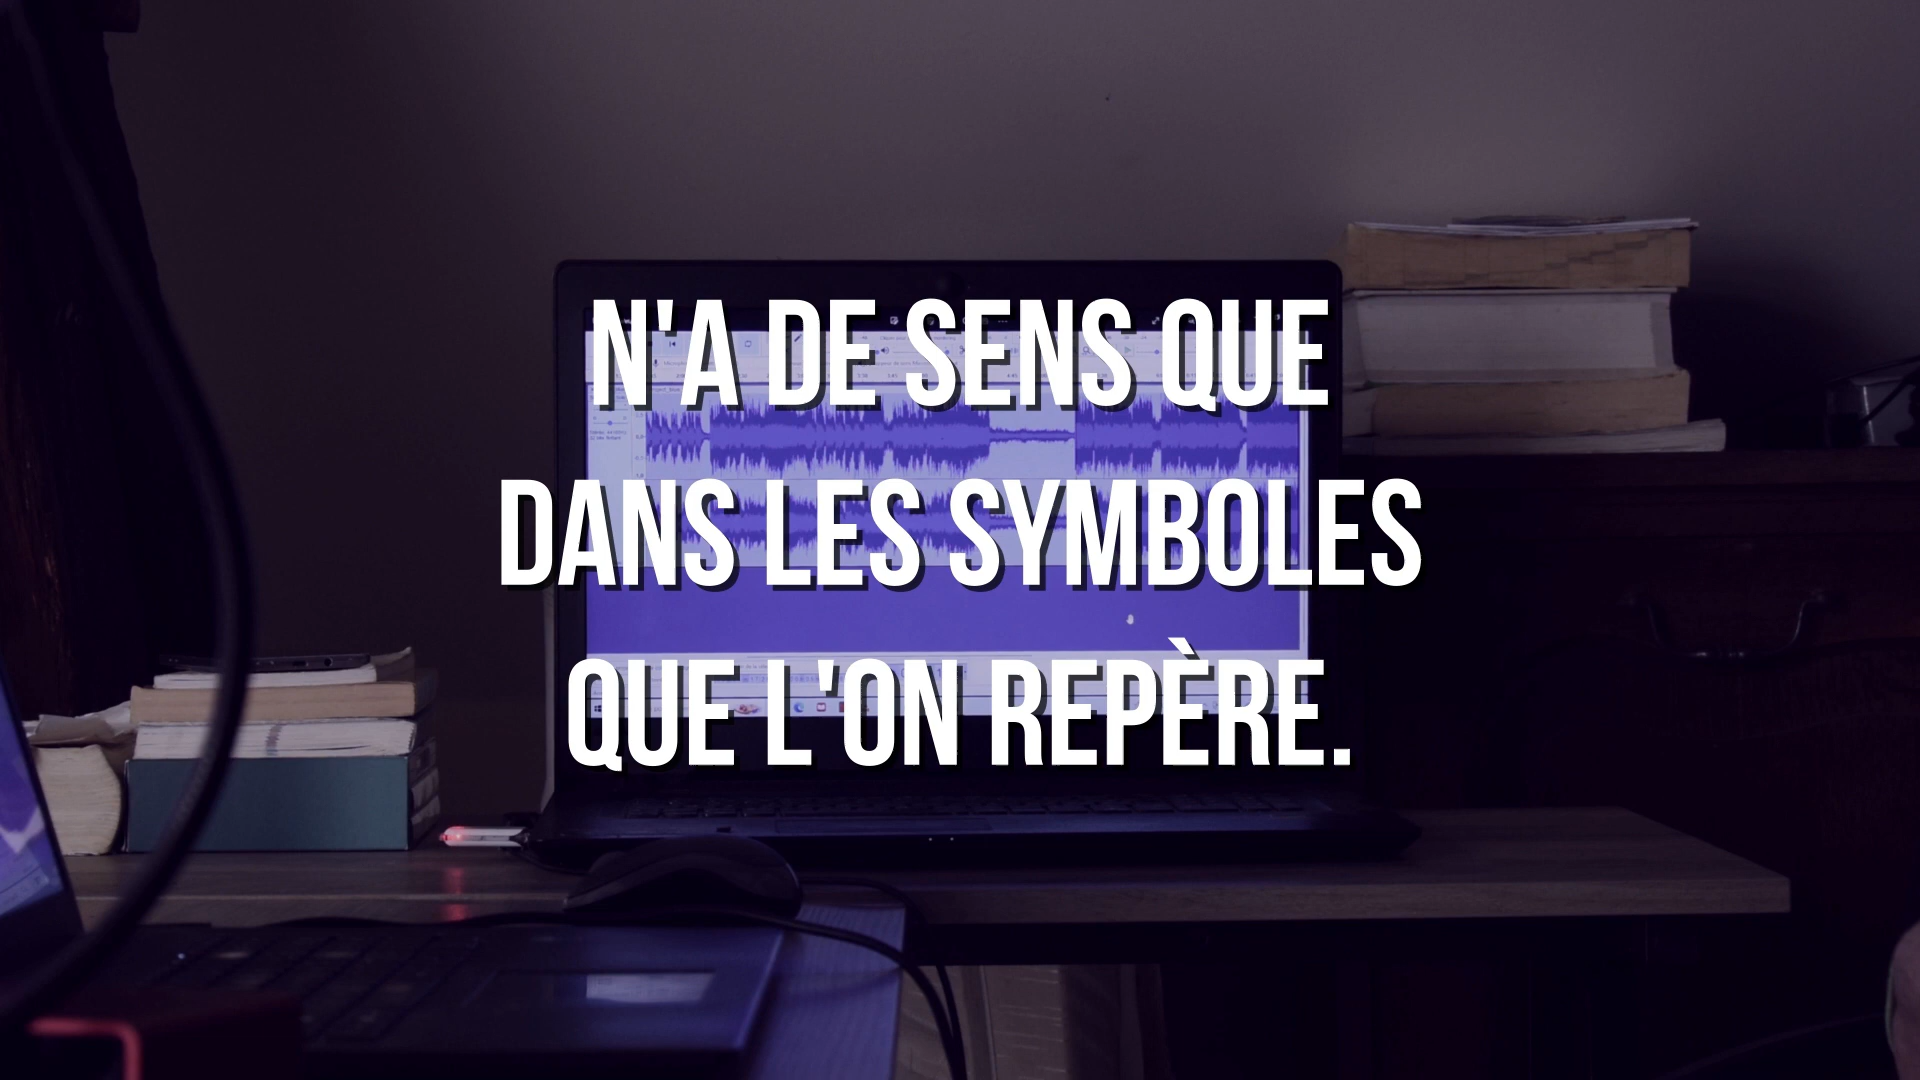 N'A DE SENS QUE
DANS LES SYMBOLES
QUE L'ON REPÈRE.